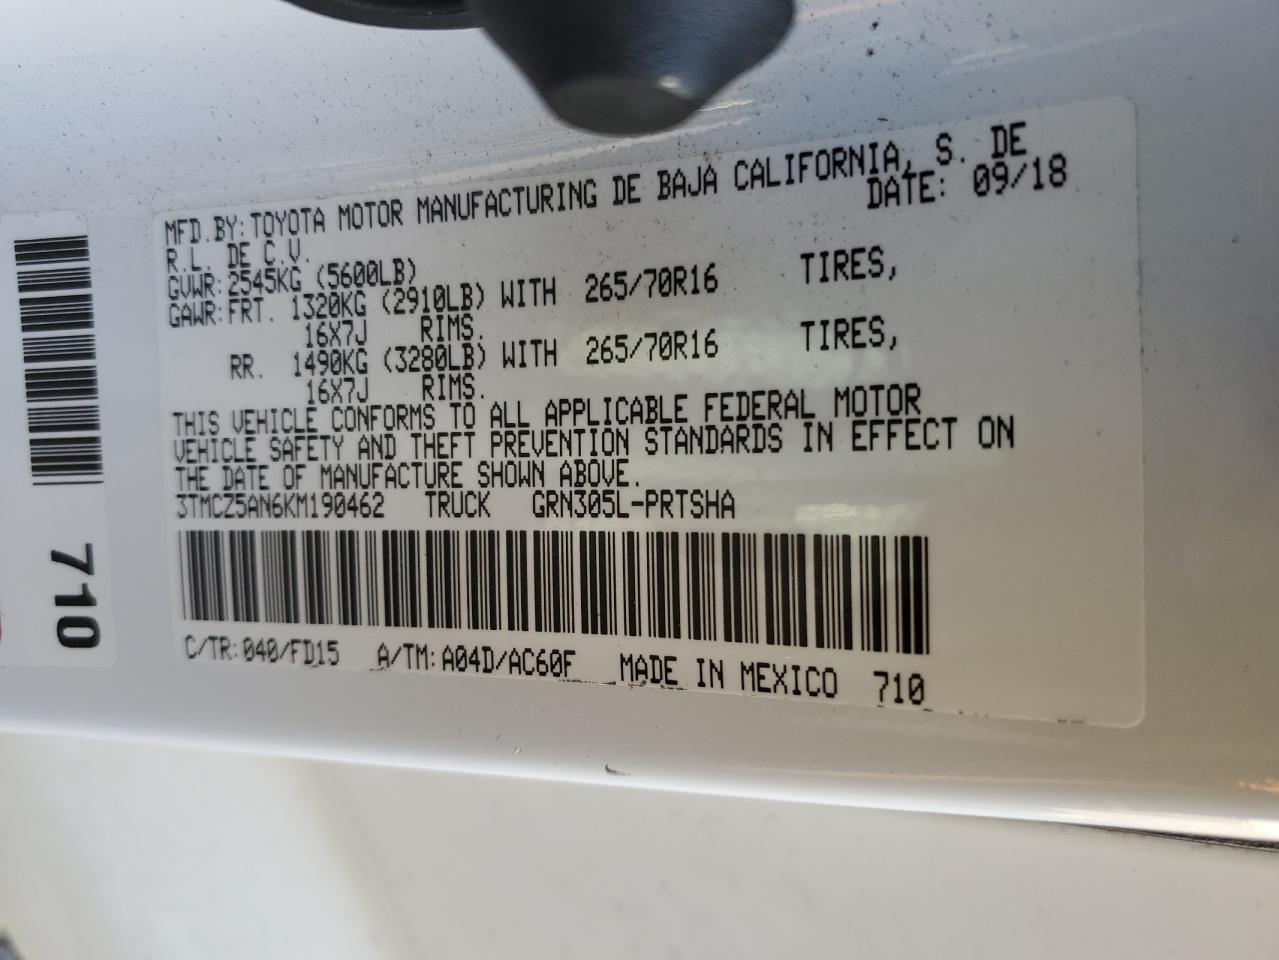 MFD.BY:TOYOTA MOTOR MANUFACTURING DE BAJA CALIFORNIA, S. DE
R.L. DE C.V. DATE: 09/18
GVWR:2545KG (5600LB)
GAWR:FRT. 1320KG (2910LB) WITH 265/70R16 TIRES,
16X7J RIMS.
RR. 1490KG (3280LB) WITH 265/70R16 TIRES,
16X7J RIMS.
THIS VEHICLE CONFORMS TO ALL APPLICABLE FEDERAL MOTOR
VEHICLE SAFETY AND THEFT PREVENTION STANDARDS IN EFFECT ON
THE DATE OF MANUFACTURE SHOWN ABOVE.
3TMCZ5AN6KM190462 TRUCK GRN305L-PRTSHA
C/TR:040/FD15 A/TM:A04D/AC60F MADE IN MEXICO 710
710